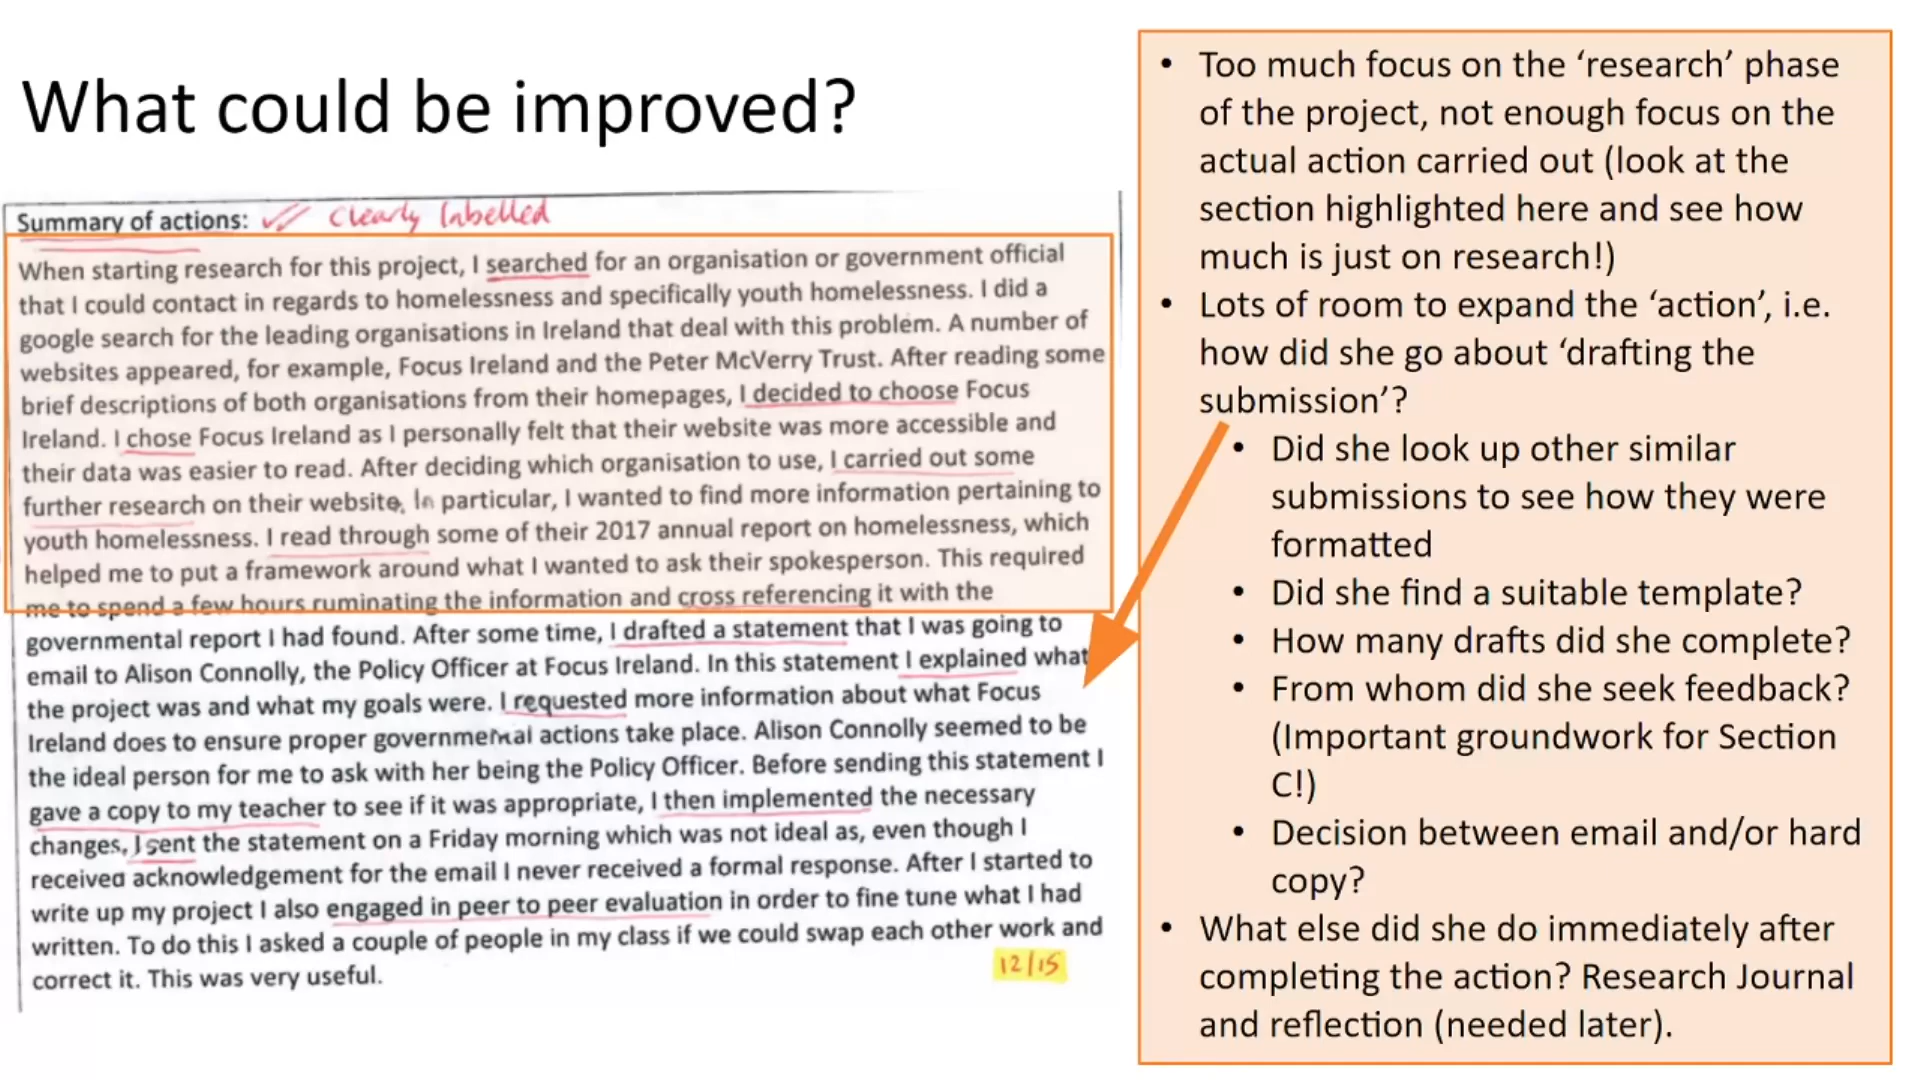 What could be improved?
Summary of actions: clearly labelled
When starting research for this project, I searched for an organisation or government official
that I could contact in regards to homelessness and specifically youth homelessness. I did a
google search for the leading organisations in Ireland that deal with this problem. A number of
websites appeared, for example, Focus Ireland and the Peter McVerry Trust. After reading some
brief descriptions of both organisations from their homepages, I decided to choose Focus
Ireland. I chose Focus Ireland as I personally felt that their website was more accessible and
their data was easier to read. After deciding which organisation to use, I carried out some
further research on their website, In particular, I wanted to find more information pertaining to
youth homelessness. I read through some of their 2017 annual report on homelessness, which
helped me to put a framework around what I wanted to ask their spokesperson. This required
me to spend a few hours ruminating the information and cross referencing it with the
governmental report I had found. After some time, I drafted a statement that I was going to
email to Alison Connolly, the Policy Officer at Focus Ireland. In this statement I explained what
the project was and what my goals were. I requested more information about what Focus
Ireland does to ensure proper governmental actions take place. Alison Connolly seemed to be
the ideal person for me to ask with her being the Policy Officer. Before sending this statement I
gave a copy to my teacher to see if it was appropriate, I then implemented the necessary
changes, I sent the statement on a Friday morning which was not ideal as, even though I
received acknowledgement for the email I never received a formal response. After I started to
write up my project I also engaged in peer to peer evaluation in order to fine tune what I had
written. To do this I asked a couple of people in my class if we could swap each other work and
correct it. This was very useful.
12/15
• Too much focus on the ‘research’ phase
of the project, not enough focus on the
actual action carried out (look at the
section highlighted here and see how
much is just on research!)
• Lots of room to expand the ‘action’, i.e.
how did she go about ‘drafting the
submission’?
• Did she look up other similar
submissions to see how they were
formatted
• Did she find a suitable template?
• How many drafts did she complete?
• From whom did she seek feedback?
(Important groundwork for Section
C!)
• Decision between email and/or hard
copy?
• What else did she do immediately after
completing the action? Research Journal
and reflection (needed later).